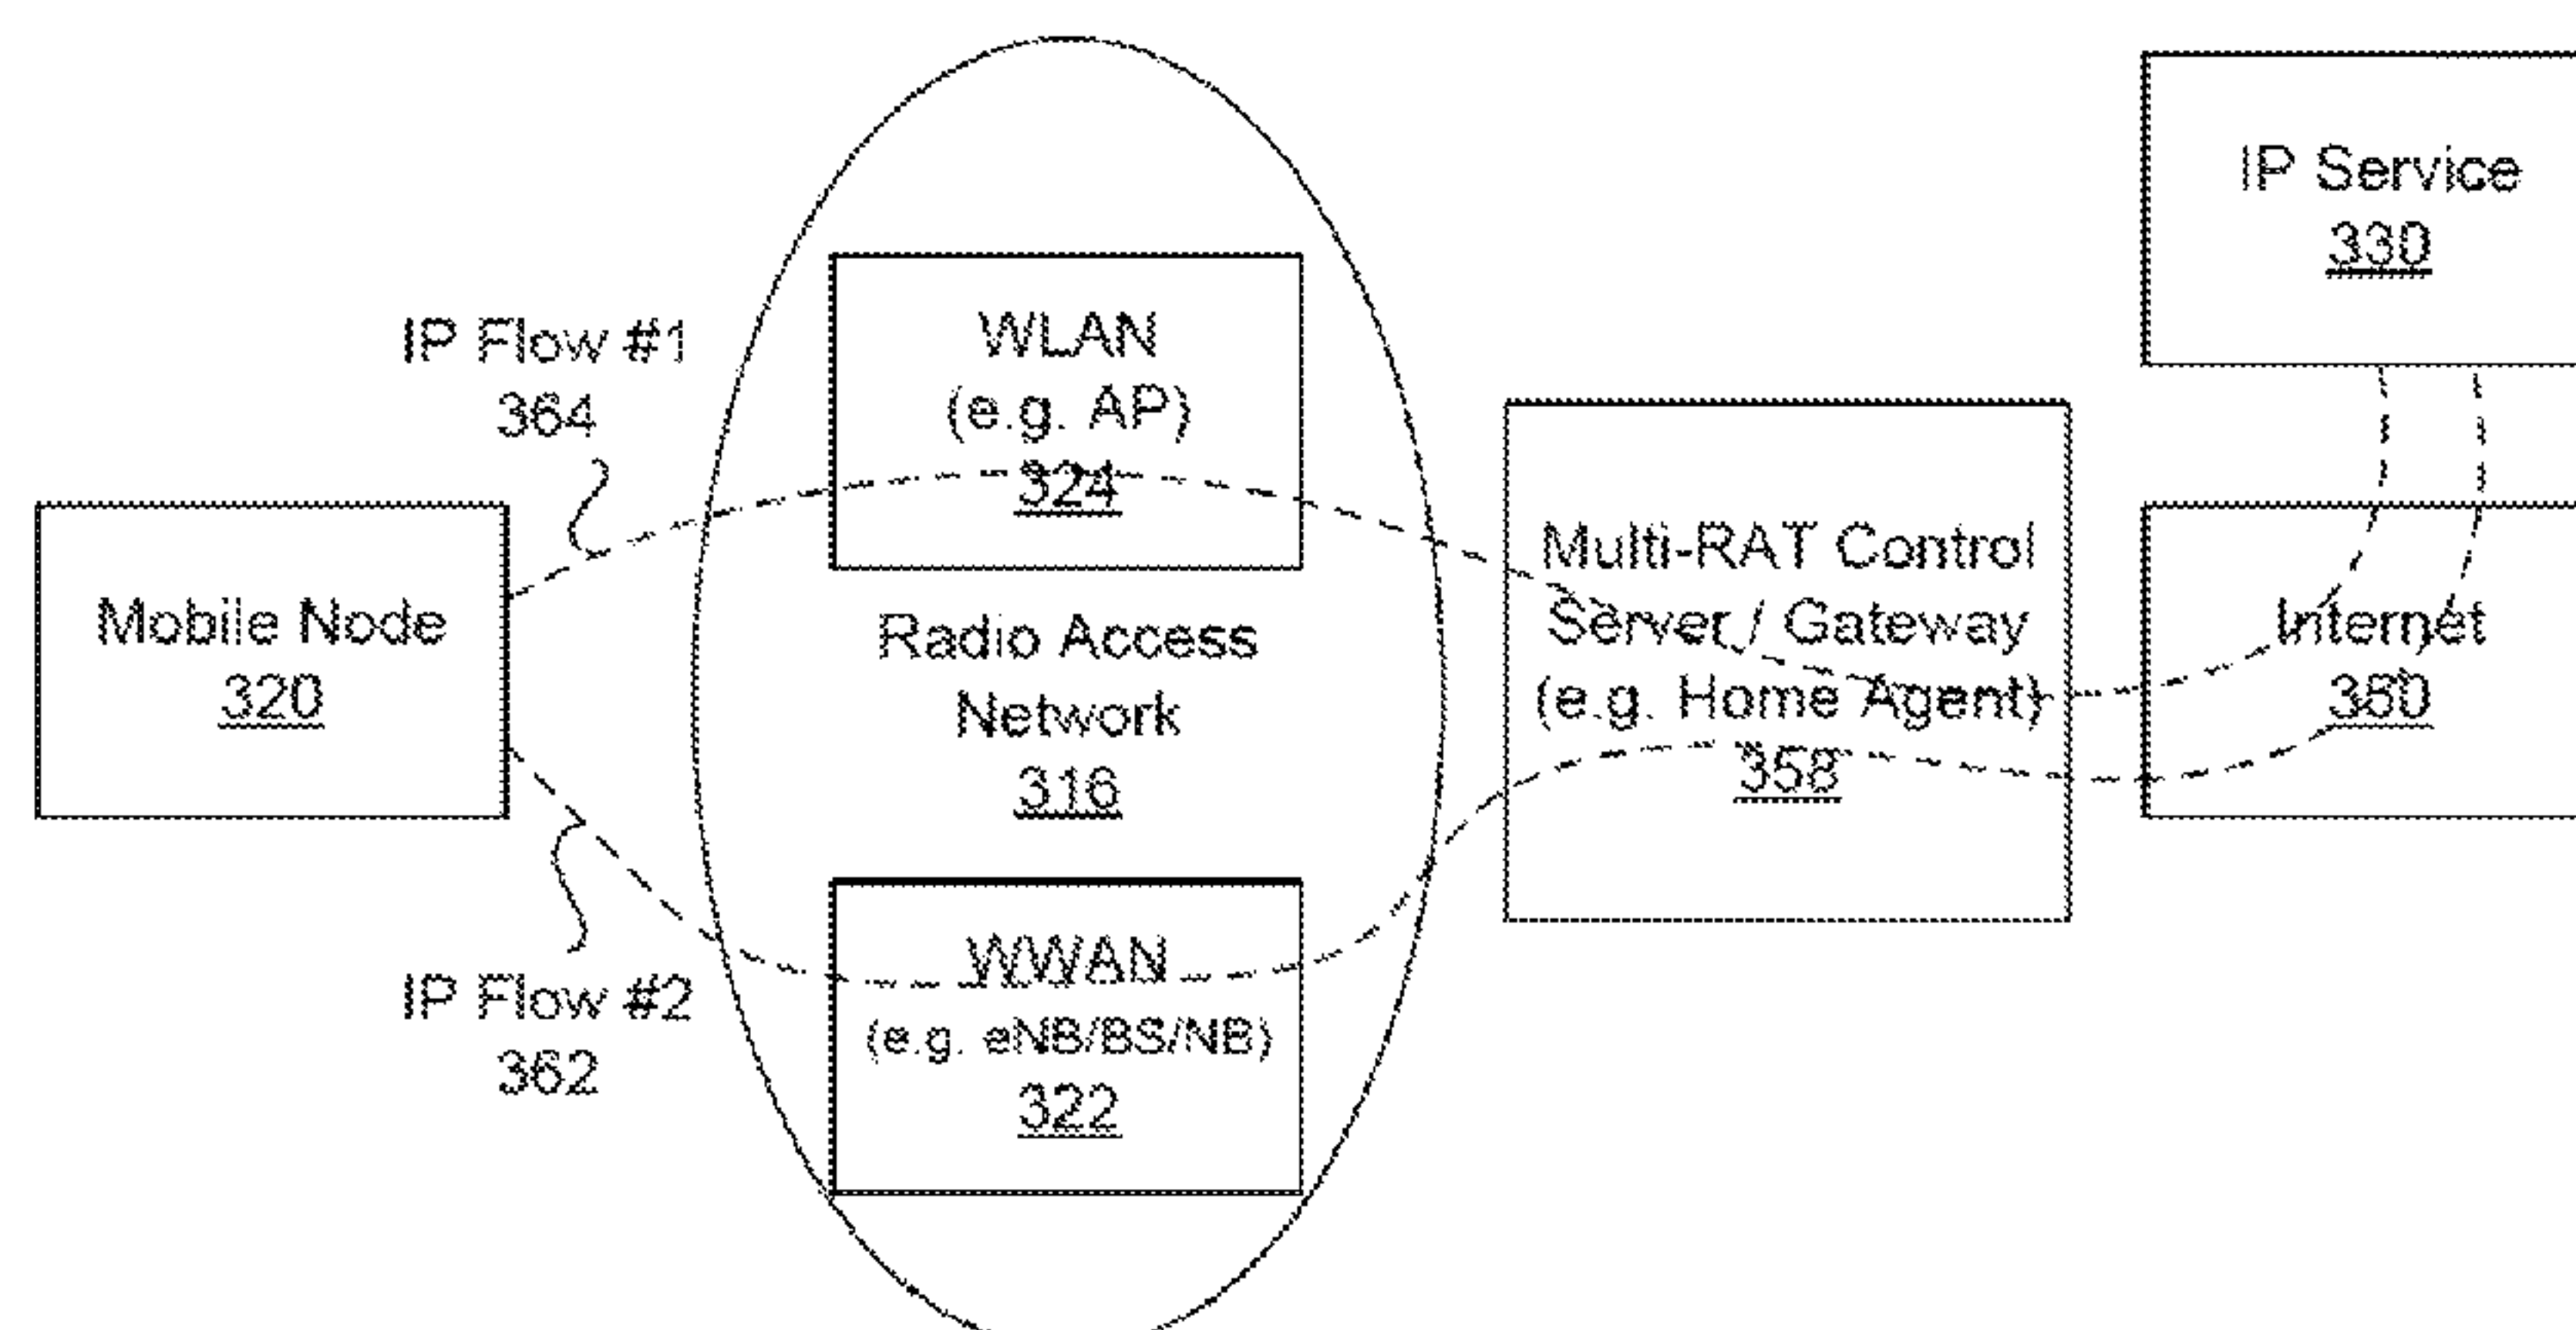 IP Service
330
WLAN
(e.g. AP)
324
IP Flow #1
364
Multi-RAT Control
Server / Gateway
(e.g. Home Agent)
358
Mobile Node
320
Radio Access
Network
316
Internet
360
WWAN
(e.g. eNB/BS/NB)
322
IP Flow #2
362